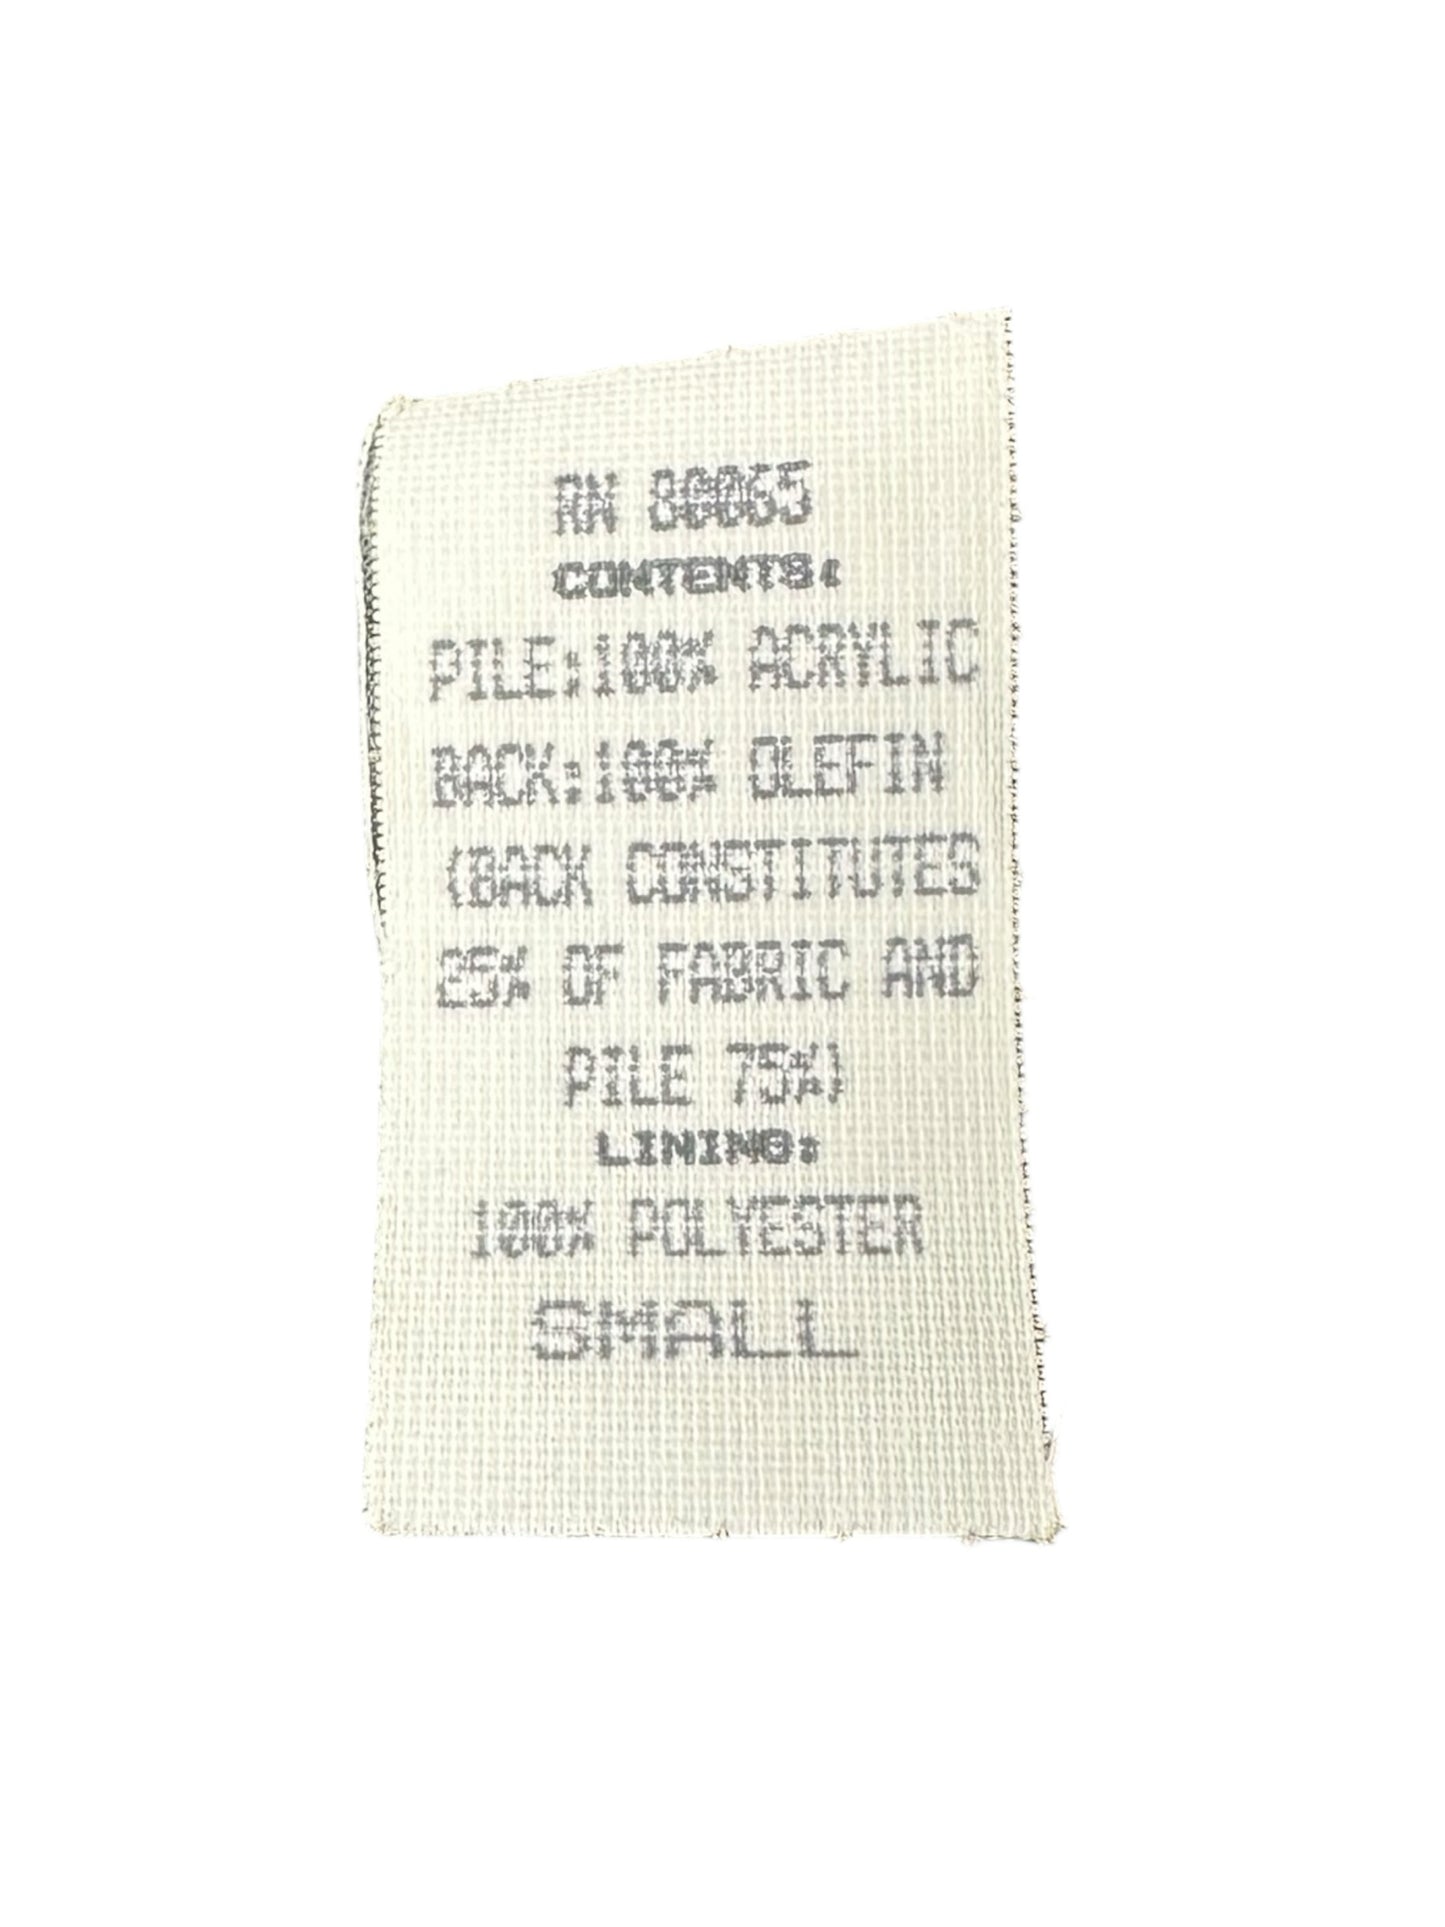 RN 80065
CONTENTS:
PILE:100% ACRYLIC
BACK:100% OLEFIN
(BACK CONSTITUTES
25% OF FABRIC AND
PILE 75%)
LINING:
100% POLYESTER
SMALL